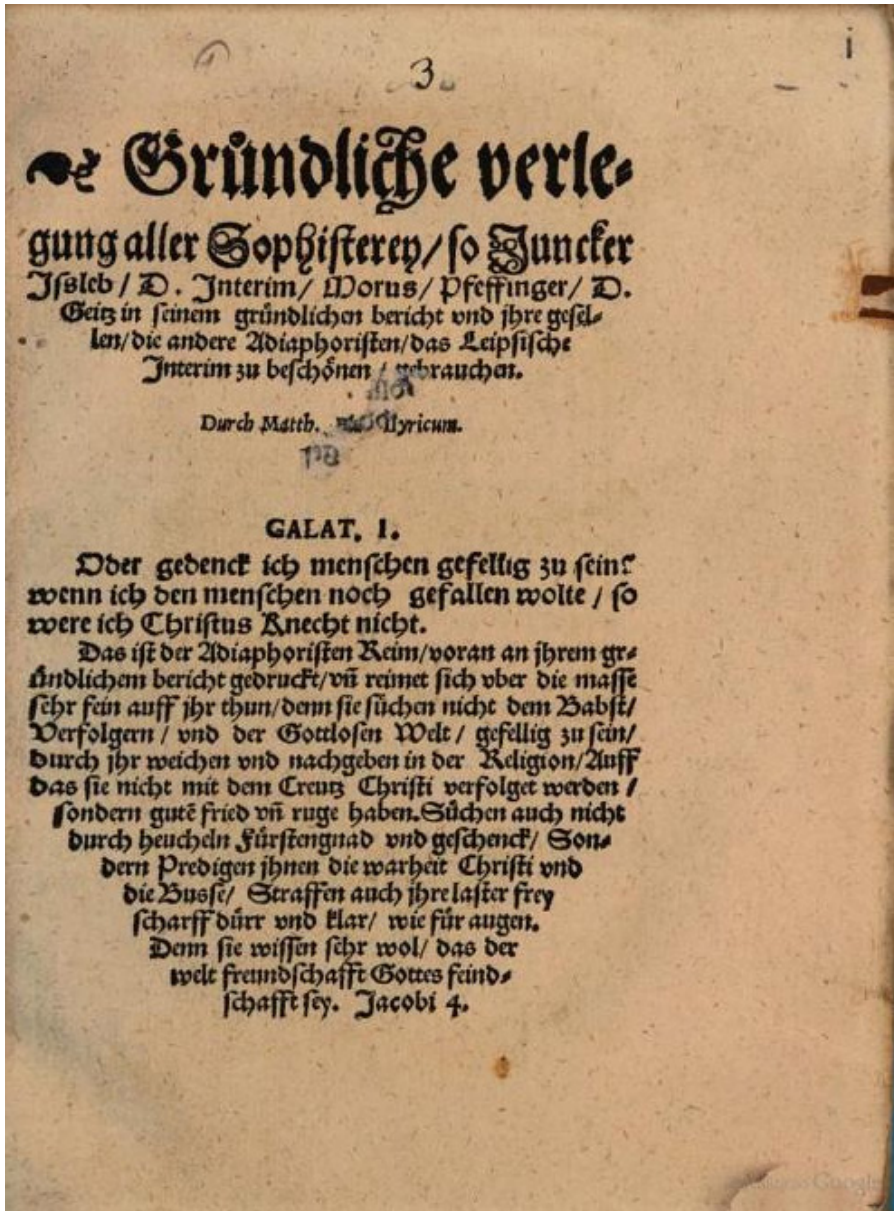 i
3
Gründliche verle⸗
gung aller Sophisterey/ so Juncker
Issleb / D. Interim/ Morus/ Pfeffinger/ D.
Geitz in seinem gründlichen bericht vnd jhre gesel⸗
len/ die andere Adiaphoristen/ das Leipsische
Interim zu beschönen / gebrauchen.
Durch Matth. Illyricum.
GALAT. I.
Oder gedenck ich menschen gefellig zu sein?
wenn ich den menschen noch gefallen wolte / so
were ich Christus Knecht nicht.
Das ist der Adiaphoristen Reim/ voran an jhrem gr⸗
ündlichem bericht gedruckt/ vñ reimet sich vber die masse
sehr fein auff jhr thun/ denn sie süchen nicht dem Babst/
Verfolgern / vnd der Gottlosen Welt / gefellig zu sein/
durch jhr weichen vnd nachgeben in der Religion/ Auff
das sie nicht mit dem Creutz Christi verfolget werden /
sondern gutē fried vñ ruge haben. Süchen auch nicht
durch heucheln Fürstengnad vnd geschenck/ Son⸗
dern Predigen jhnen die warheit Christi vnd
die Busse/ Straffen auch jhre laster frey
scharff dürr vnd klar/ wie für augen.
Denn sie wissen sehr wol/ das der
welt freundschafft Gottes feind⸗
schafft sey. Jacobi 4.
Google